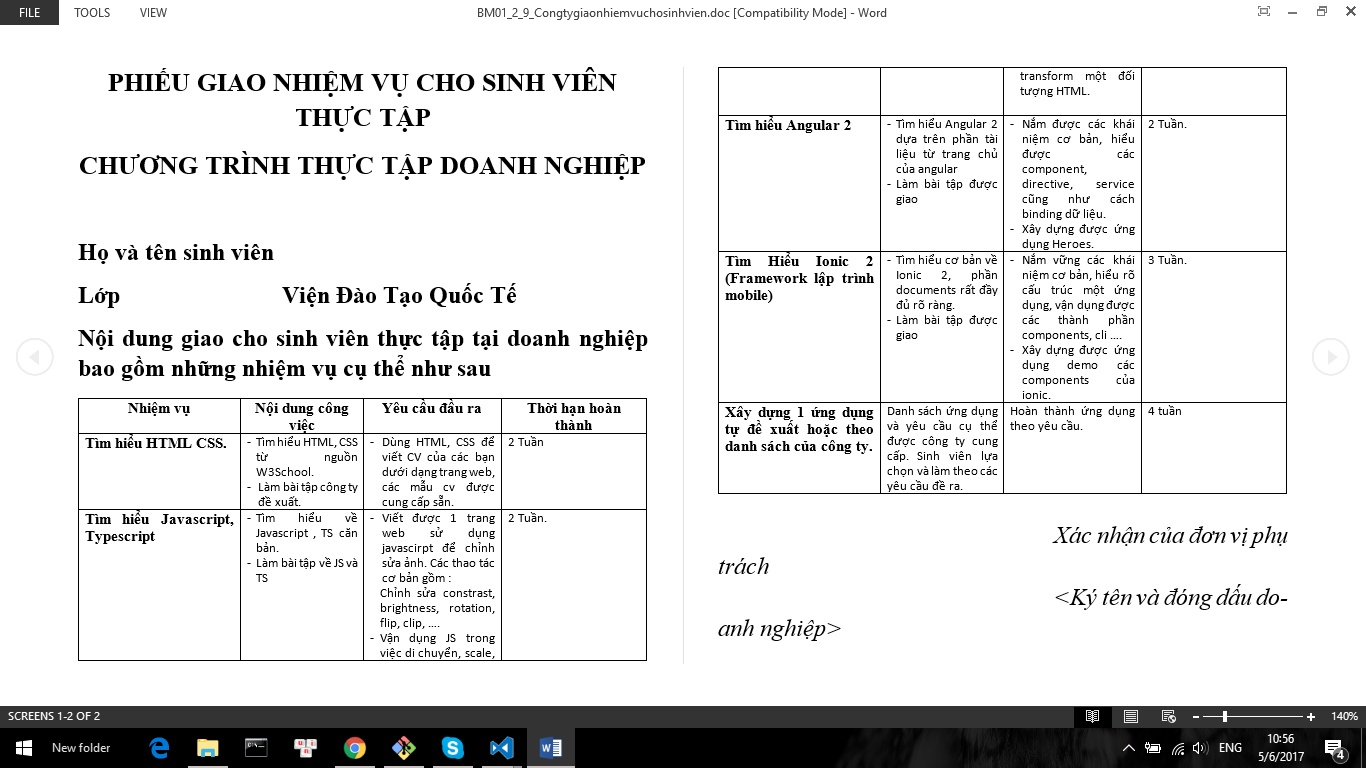 FILE TOOLS VIEW BM01_2_9_Congtygiaonhiemvuchosinhvien.doc [Compatibility Mode] - Word
PHIẾU GIAO NHIỆM VỤ CHO SINH VIÊN
THỰC TẬP
CHƯƠNG TRÌNH THỰC TẬP DOANH NGHIỆP
Họ và tên sinh viên
Lớp Viện Đào Tạo Quốc Tế
Nội dung giao cho sinh viên thực tập tại doanh nghiệp
bao gồm những nhiệm vụ cụ thể như sau
Nhiệm vụ
Nội dung công
việc
Yêu cầu đầu ra
Thời hạn hoàn
thành
Tìm hiểu HTML CSS.
- Tìm hiểu HTML, CSS
từ nguồn
W3School.
- Làm bài tập công ty
đề xuất.
- Dùng HTML, CSS để
viết CV của các bạn
dưới dạng trang web,
các mẫu cv được
cung cấp sẵn.
2 Tuần
Tìm hiểu Javascript,
Typescript
- Tìm hiểu về
Javascript , TS căn
bản.
- Làm bài tập về JS và
TS
- Viết được 1 trang
web sử dụng
javascirpt để chỉnh
sửa ảnh. Các thao tác
cơ bản gồm :
Chỉnh sửa constrast,
brightness, rotation,
flip, clip, ....
- Vận dụng JS trong
việc di chuyển, scale,
2 Tuần.
transform một đối
tượng HTML.
Tìm hiểu Angular 2
- Tìm hiểu Angular 2
dựa trên phần tài
liệu từ trang chủ
của angular
- Làm bài tập được
giao
- Nắm được các khái
niệm cơ bản, hiểu
được các
component,
directive, service
cũng như cách
binding dữ liệu.
- Xây dựng được ứng
dụng Heroes.
2 Tuần.
Tìm Hiểu Ionic 2
(Framework lập trình
mobile)
- Tìm hiểu cơ bản về
Ionic 2, phần
documents rất đầy
đủ rõ ràng.
- Làm bài tập được
giao
- Nắm vững các khái
niệm cơ bản, hiểu rõ
cấu trúc một ứng
dụng, vận dụng được
các thành phần
components, cli ....
- Xây dựng được ứng
dụng demo các
components của
ionic.
3 Tuần.
Xây dựng 1 ứng dụng
tự đề xuất hoặc theo
danh sách của công ty.
Danh sách ứng dụng
và yêu cầu cụ thể
được công ty cung
cấp. Sinh viên lựa
chọn và làm theo các
yêu cầu đề ra.
Hoàn thành ứng dụng
theo yêu cầu.
4 tuần
Xác nhận của đơn vị phụ
trách
<Ký tên và đóng dấu do-
anh nghiệp>
SCREENS 1-2 OF 2 140%
New folder ENG 10:56
5/6/2017
4